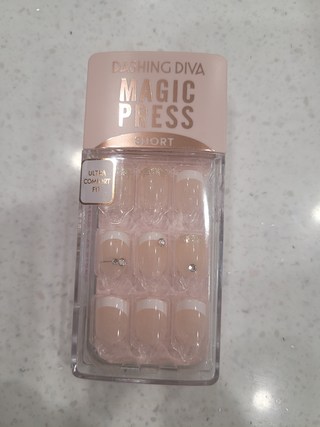 DASHING DIVA
MAGIC
PRESS
SHORT
ULTRA
COMFORT
FIT